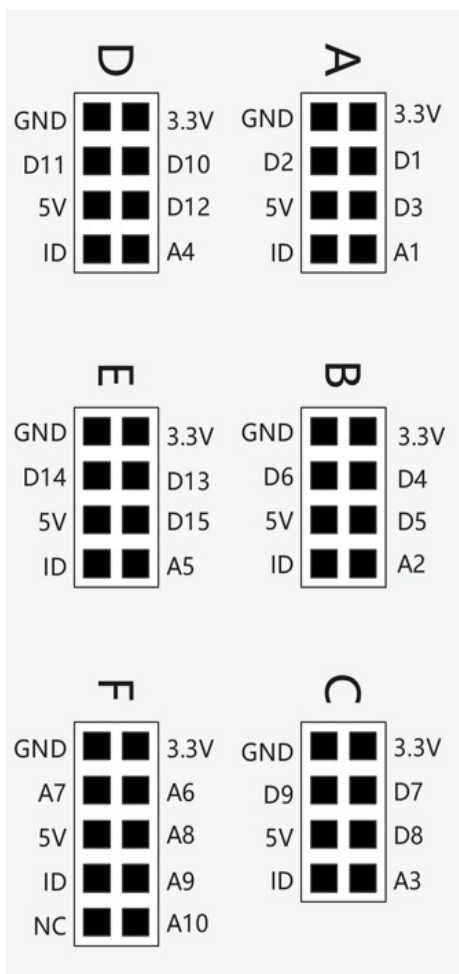 D
GND 3.3V
D11 D10
5V D12
ID A4
A
GND 3.3V
D2 D1
5V D3
ID A1
E
GND 3.3V
D14 D13
5V D15
ID A5
B
GND 3.3V
D6 D4
5V D5
ID A2
F
GND 3.3V
A7 A6
5V A8
ID A9
NC A10
C
GND 3.3V
D9 D7
5V D8
ID A3